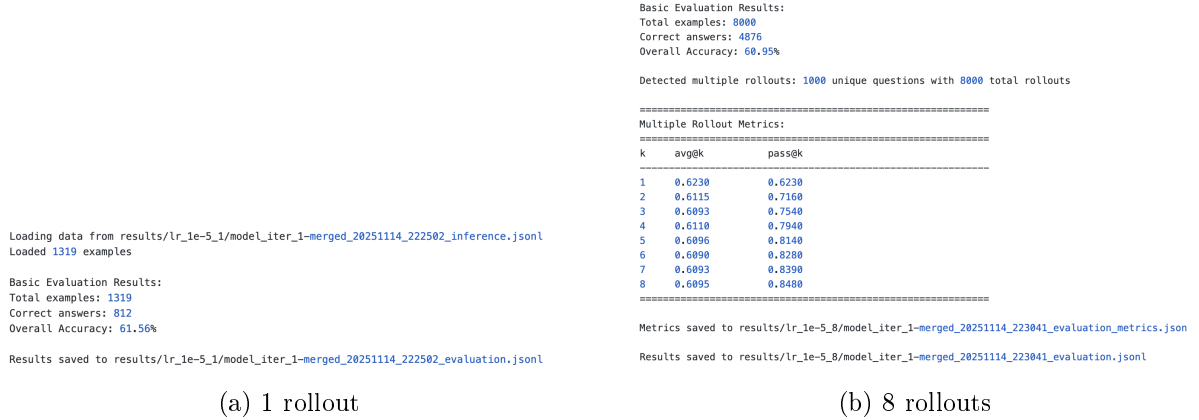 Loading data from results/lr_1e-5_1/model_iter_1-merged_20251114_222502_inference.jsonl
Loaded 1319 examples
Basic Evaluation Results:
Total examples: 1319
Correct answers: 812
Overall Accuracy: 61.56%
Results saved to results/lr_1e-5_1/model_iter_1-merged_20251114_222502_evaluation.jsonl
(a) 1 rollout
Basic Evaluation Results:
Total examples: 8000
Correct answers: 4876
Overall Accuracy: 60.95%
Detected multiple rollouts: 1000 unique questions with 8000 total rollouts
============================================================
Multiple Rollout Metrics:
============================================================
k avg@k pass@k
------------------------------------------------------------
1 0.6230 0.6230
2 0.6115 0.7160
3 0.6093 0.7540
4 0.6110 0.7940
5 0.6096 0.8140
6 0.6090 0.8280
7 0.6093 0.8390
8 0.6095 0.8480
============================================================
Metrics saved to results/lr_1e-5_8/model_iter_1-merged_20251114_223041_evaluation_metrics.json
Results saved to results/lr_1e-5_8/model_iter_1-merged_20251114_223041_evaluation.jsonl
(b) 8 rollouts